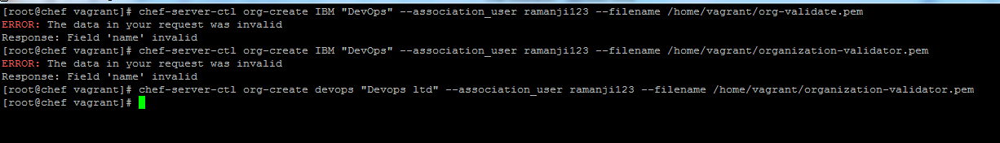 [root@chef vagrant]# chef-server-ctl org-create IBM "DevOps" --association_user ramanji123 --filename /home/vagrant/org-validate.pem
ERROR: The data in your request was invalid
Response: Field 'name' invalid
[root@chef vagrant]# chef-server-ctl org-create IBM "DevOps" --association_user ramanji123 --filename /home/vagrant/organization-validator.pem
ERROR: The data in your request was invalid
Response: Field 'name' invalid
[root@chef vagrant]# chef-server-ctl org-create devops "Devops ltd" --association_user ramanji123 --filename /home/vagrant/organization-validator.pem
[root@chef vagrant]#